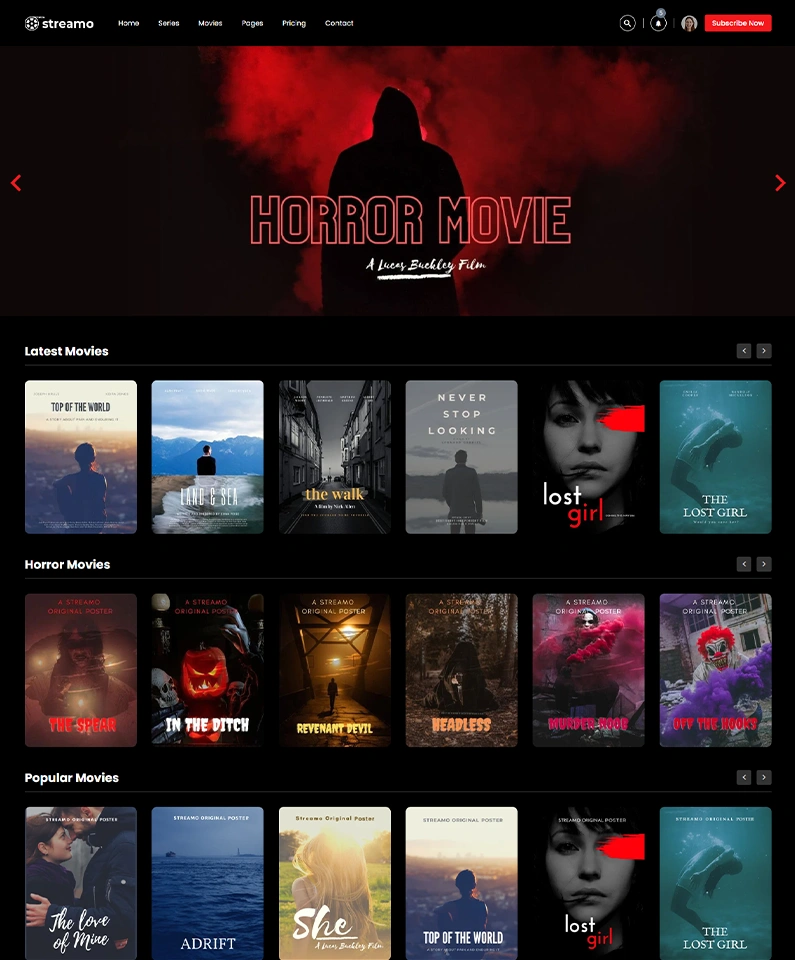 streamo
Home Series Movies Pages Pricing Contact
5
Subscribe Now
HORROR MOVIE
A Lucas Buckley Film
Latest Movies
TOP OF THE WORLD
LAND & SEA
the walk
A film by
NEVER
STOP
LOOKING
lost
girl
THE
LOST GIRL
Horror Movies
A STREAMO
ORIGINAL POSTER
THE SPEAR
A STREAMO
ORIGINAL POSTER
IN THE DITCH
A STREAMO
ORIGINAL POSTER
REVENANT DEVIL
A STREAMO
ORIGINAL POSTER
HEADLESS
A STREAMO
ORIGINAL POSTER
MURDER DOSE
A STREAMO
ORIGINAL POSTER
OFF THE HOOKS
Popular Movies
STREAMO ORIGINAL POSTER
The love
of Mine
STREAMO ORIGINAL POSTER
ADRIFT
Streamo Original Poster
She
A Lucas Buckley Film
STREAMO ORIGINAL POSTER
TOP OF THE WORLD
STREAMO ORIGINAL POSTER
lost
girl
STREAMO ORIGINAL POSTER
THE
LOST GIRL